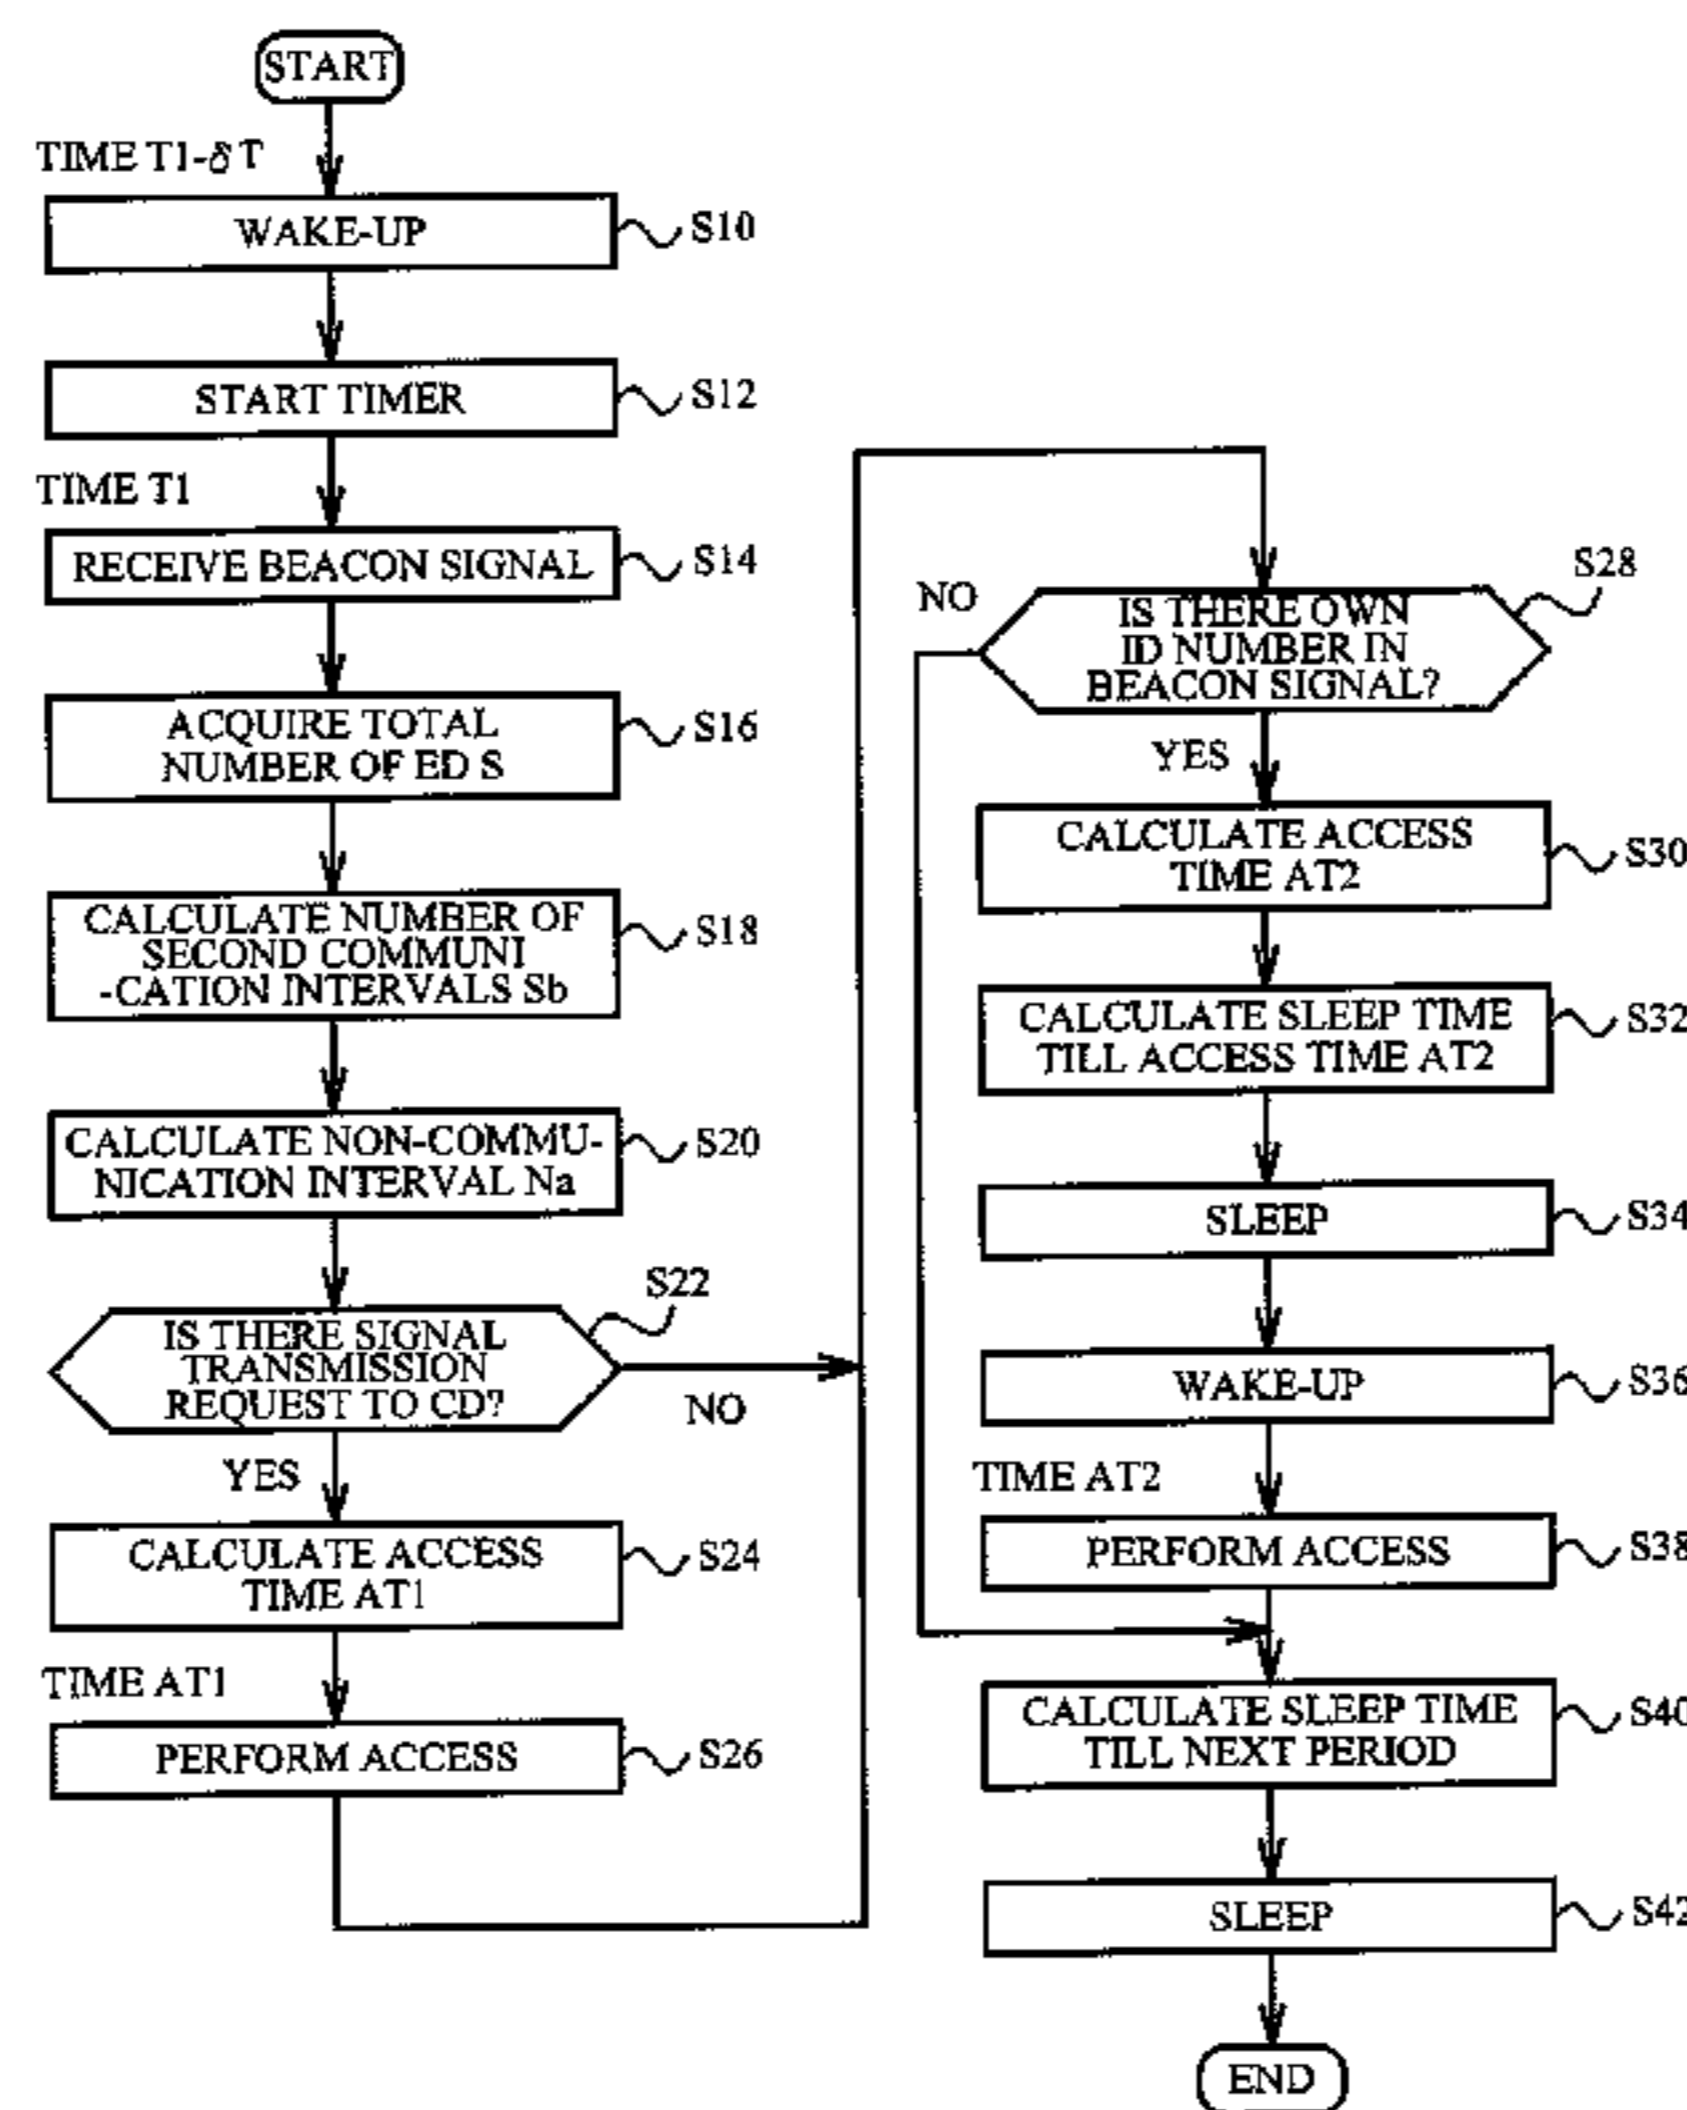 START
TIME T1-δT
WAKE-UP
S10
START TIMER
S12
TIME T1
RECEIVE BEACON SIGNAL
S14
ACQUIRE TOTAL
NUMBER OF ED S
S16
CALCULATE NUMBER OF
SECOND COMMUNI
-CATION INTERVALS Sb
S18
CALCULATE NON-COMMU-
NICATION INTERVAL Na
S20
S22
IS THERE SIGNAL
TRANSMISSION
REQUEST TO CD?
NO
YES
CALCULATE ACCESS
TIME AT1
S24
TIME AT1
PERFORM ACCESS
S26
S28
NO
IS THERE OWN
ID NUMBER IN
BEACON SIGNAL?
YES
CALCULATE ACCESS
TIME AT2
S30
CALCULATE SLEEP TIME
TILL ACCESS TIME AT2
S32
SLEEP
S34
WAKE-UP
S36
TIME AT2
PERFORM ACCESS
S38
CALCULATE SLEEP TIME
TILL NEXT PERIOD
S40
SLEEP
S42
END